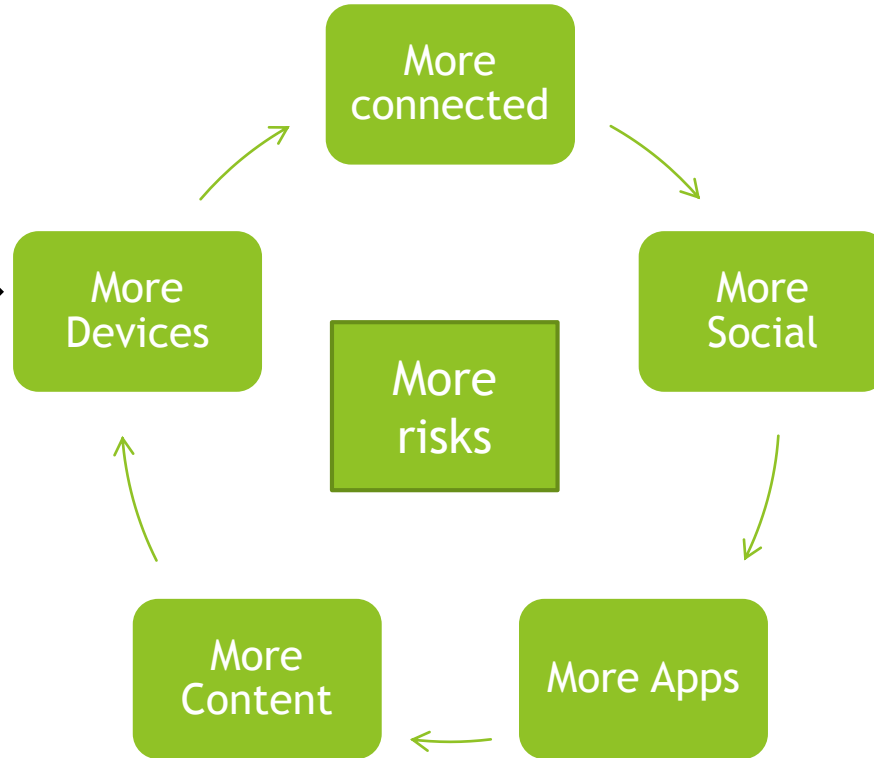 More
connected
More
Devices
More
Social
More
risks
More
Content
More Apps